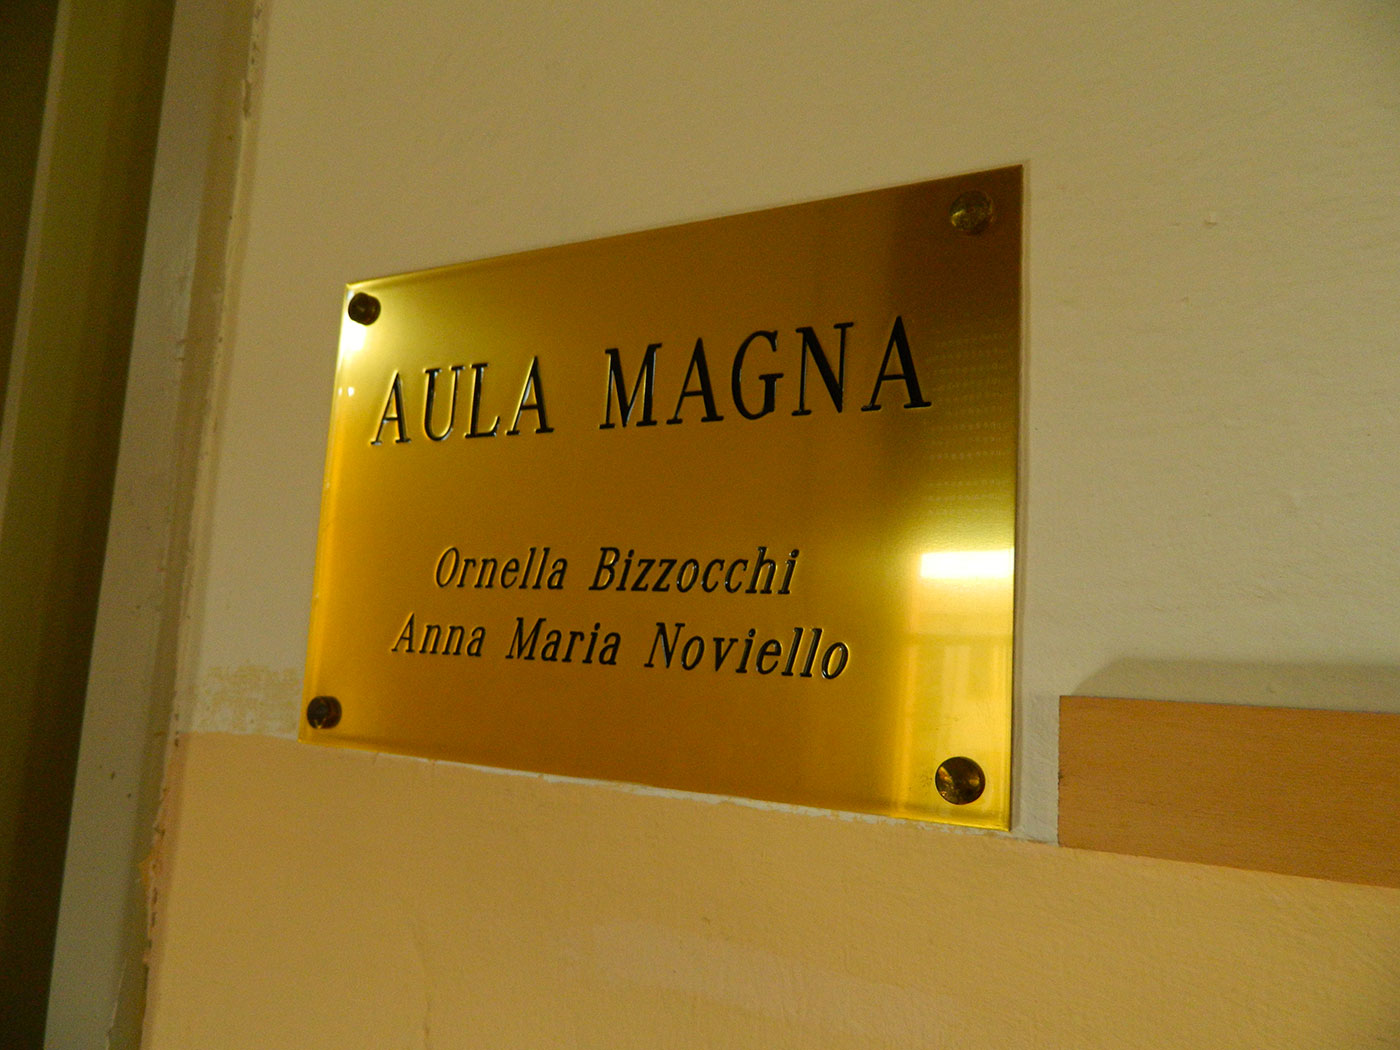 AULA MAGNA
Ornella Bizzocchi
Anna Maria Noviello